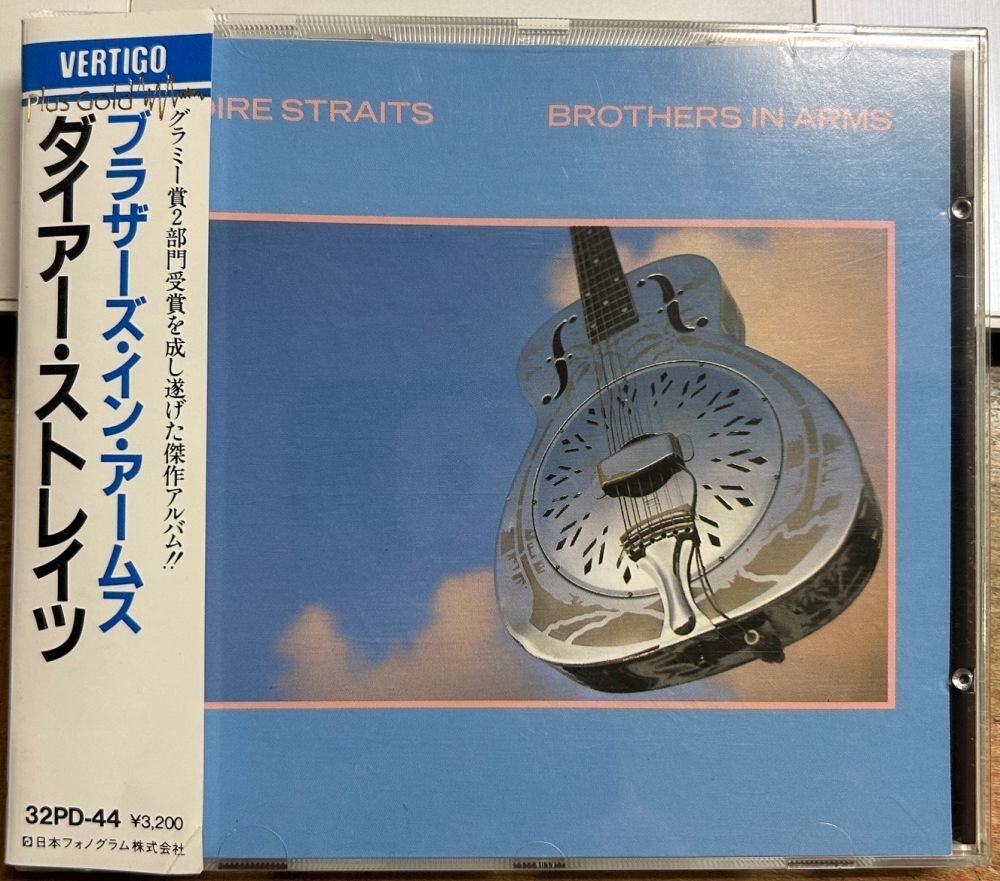 VERTIGO
Plus Gold
グラミー賞2部門受賞を成し遂げた傑作アルバム!!
ブラザーズ・イン・アームス
ダイアー・ストレイツ
32PD-44 ¥3,200
日本フォノグラム株式会社
DIRE STRAITS
BROTHERS IN ARMS